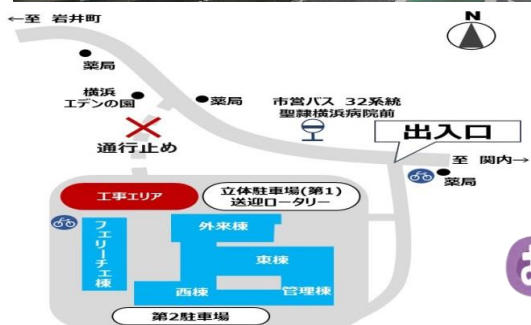 ←至 岩井町
N
薬局
横浜
エデンの園
薬局
市営バス 32系統
聖隷横浜病院前
出入口
通行止め
至 関内→
薬局
工事エリア
立体駐車場(第1)
送迎ロータリー
フェリーチェ棟
外来棟
東棟
西棟
管理棟
第2駐車場